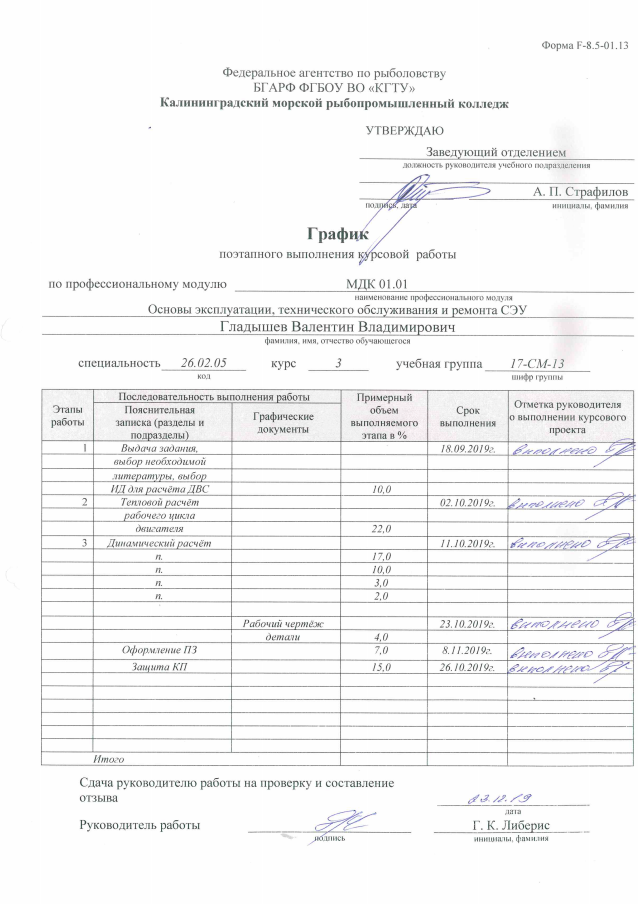 Форма F-8.5-01.13
Федеральное агентство по рыболовству
БГАРФ ФГБОУ ВО «КГТУ»
Калининградский морской рыбопромышленный колледж
УТВЕРЖДАЮ
Заведующий отделением
должность руководителя учебного подразделения
А. П. Страфилов
подпись, дата инициалы, фамилия
График
поэтапного выполнения курсовой работы
по профессиональному модулю МДК 01.01
наименование профессионального модуля
Основы эксплуатации, технического обслуживания и ремонта СЭУ
Гладышев Валентин Владимирович
фамилия, имя, отчество обучающегося
специальность 26.02.05 курс 3 учебная группа 17-СМ-13
код шифр группы
Этапы работы
Последовательность выполнения работы
Пояснительная записка (разделы и подразделы)
Графические документы
Примерный объем выполняемого этапа в %
Срок выполнения
Отметка руководителя о выполнении курсового проекта
1 Выдача задания, 18.09.2019г. выполнено
выбор необходимой
литературы, выбор
ИД для расчёта ДВС 10,0
2 Тепловой расчёт 02.10.2019г. выполнено
рабочего цикла
двигателя 22,0
3 Динамический расчёт 11.10.2019г. выполнено
п. 17,0
п. 10,0
п. 3,0
п. 2,0
Рабочий чертёж 23.10.2019г. выполнено
детали 4,0
Оформление ПЗ 7,0 8.11.2019г. выполнено
Защита КП 15,0 26.10.2019г. выполнено
Итого
Сдача руководителю работы на проверку и составление
отзыва 23.12.19
дата
Руководитель работы Г. К. Либерис
подпись инициалы, фамилия